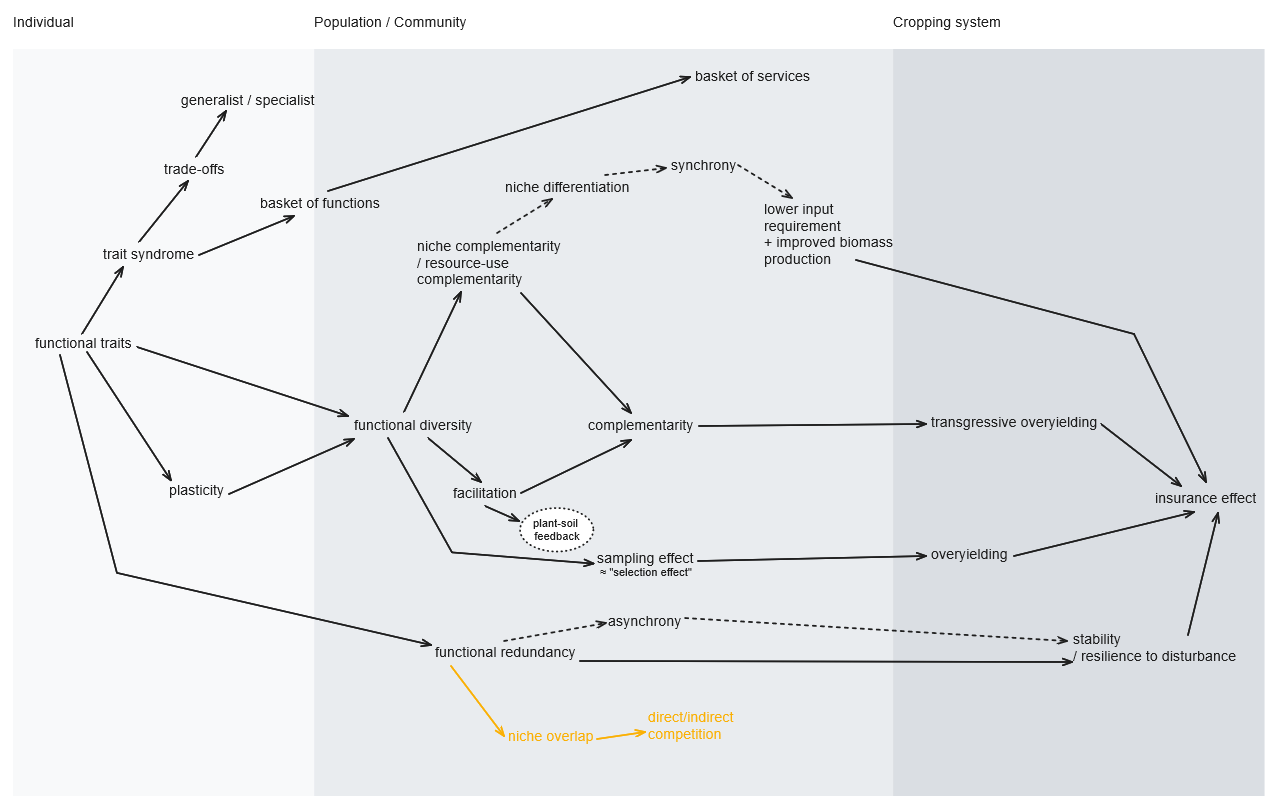 Individual
Population / Community
Cropping system
basket of services
generalist / specialist
trade-offs
synchrony
niche differentiation
basket of functions
lower input
requirement
+ improved biomass
production
niche complementarity
/ resource-use
complementarity
trait syndrome
functional traits
functional diversity
complementarity
transgressive overyielding
plasticity
facilitation
insurance effect
plant-soil
feedback
sampling effect
≈ "selection effect"
overyielding
asynchrony
functional redundancy
stability
/ resilience to disturbance
niche overlap
direct/indirect
competition